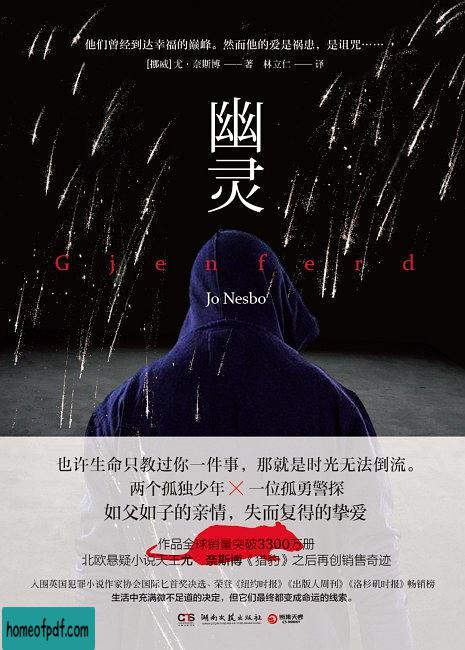 他们曾经到达幸福的巅峰。然而他的爱是祸患，是诅咒……
[挪威] 尤·奈斯博——著 林立仁——译
幽灵
Gjenferd
Jo Nesbo
也许生命只教过你一件事，那就是时光无法倒流。
两个孤独少年×一位孤勇警探
如父如子的亲情，失而复得的挚爱
作品全球销量突破3300万册
北欧悬疑小说天王尤·奈斯博《猎豹》之后再创销售奇迹
入围英国犯罪小说作家协会国际匕首奖决选、荣登《纽约时报》《出版人周刊》《洛杉矶时报》畅销榜
生活中充满微不足道的决定，但它们最终都变成命运的线索。
湖南文艺出版社
博集天卷
CS-BOOKY
homeofpdf.com